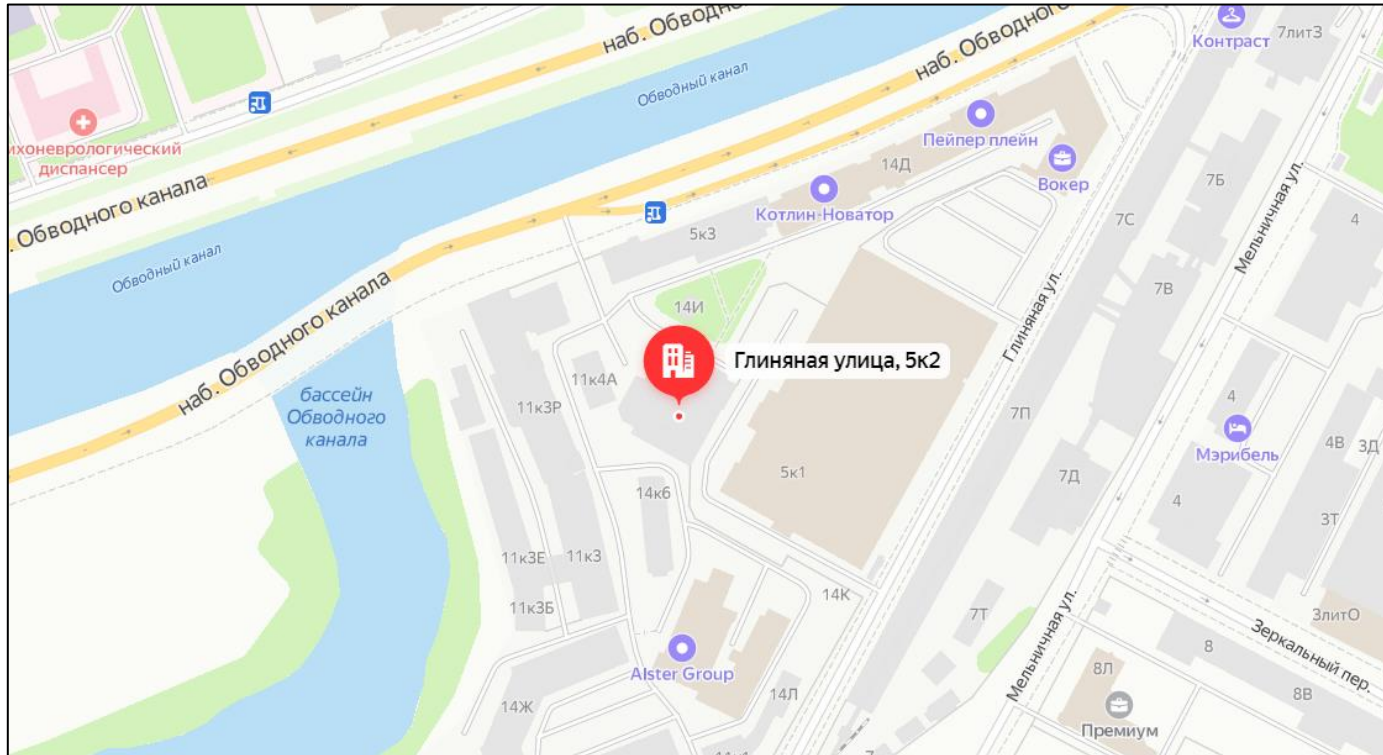 наб. Обводного
наб. Обводного
Контраст
7литЗ
Обводный канал
ихоневрологический
диспансер
Пейпер плейн
14Д
Вокер
7Б
Мельничная ул.
4
Обводного канала
Котлин-Новатор
7С
5к3
Обводный канал
7В
наб. Обводного канала
14И
Глиняная ул.
Глиняная улица, 5к2
11к4А
бассейн
Обводного
канала
11к3Р
7П
4
4В
3Д
Мэрибель
5к1
7Д
14к6
4
3Т
11к3Е
11к3
11к3Б
14К
7Т
3литО
Зеркальный пер.
Мельничная ул.
8
Alster Group
8Л
14Л
8В
14Ж
Премиум